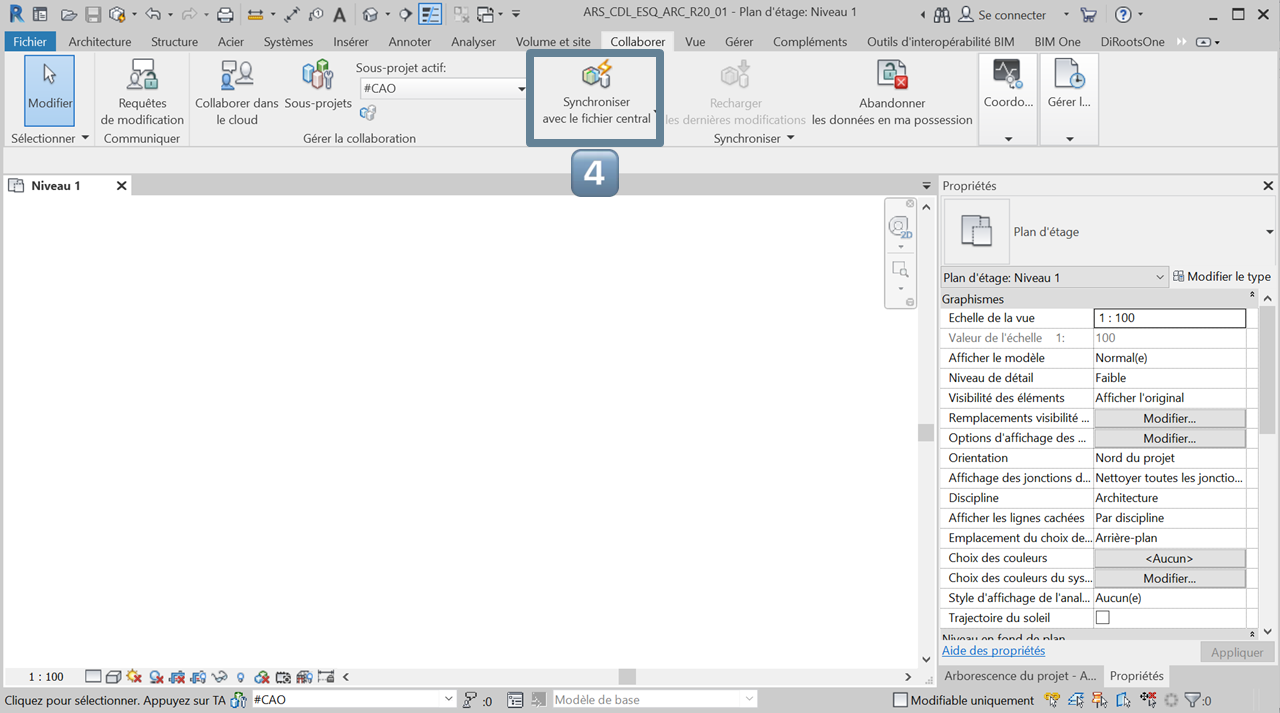 ARS_CDL_ESQ_ARC_R20_01 - Plan d'étage: Niveau 1
Se connecter
Fichier Architecture Structure Acier Systèmes Insérer Annoter Analyser Volume et site Collaborer Vue Gérer Compléments Outils d'interopérabilité BIM BIM One DiRootsOne
Modifier
Sélectionner
Requêtes
de modification
Communiquer
Collaborer dans
le cloud
Sous-projets
Sous-projet actif:
#CAO
Gérer la collaboration
Synchroniser
avec le fichier central
Recharger
les dernières modifications
Abandonner
les données en ma possession
Synchroniser
Coordo...
Gérer l...
4
Niveau 1
2D
Propriétés
Plan d'étage
Plan d'étage: Niveau 1
Modifier le type
Graphismes
Echelle de la vue 1 : 100
Valeur de l'échelle 1: 100
Afficher le modèle Normal(e)
Niveau de détail Faible
Visibilité des éléments Afficher l'original
Remplacements visibilité ... Modifier...
Options d'affichage des ... Modifier...
Orientation Nord du projet
Affichage des jonctions d... Nettoyer toutes les jonctio...
Discipline Architecture
Afficher les lignes cachées Par discipline
Emplacement du choix de... Arrière-plan
Choix des couleurs <Aucun>
Choix des couleurs du sys... Modifier...
Style d'affichage de l'anal... Aucun(e)
Trajectoire du soleil
Niveau en fond de plan
Aide des propriétés
Appliquer
Arborescence du projet - A...
Propriétés
1 : 100
Cliquez pour sélectionner. Appuyez sur TA
#CAO
:0
Modèle de base
Modifiable uniquement
:0